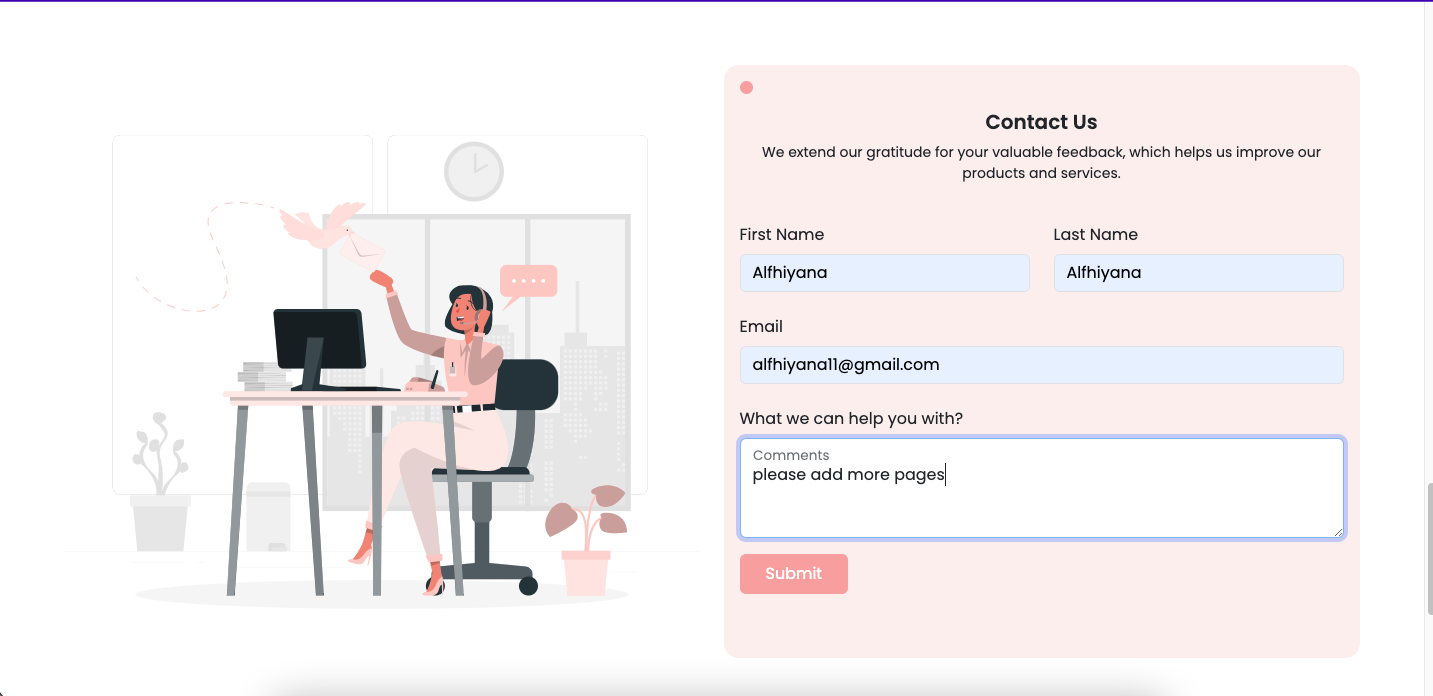 Contact Us
We extend our gratitude for your valuable feedback, which helps us improve our
products and services.
First Name
Last Name
Alfhiyana
Alfhiyana
Email
alfhiyana11@gmail.com
What we can help you with?
Comments
please add more pages
Submit